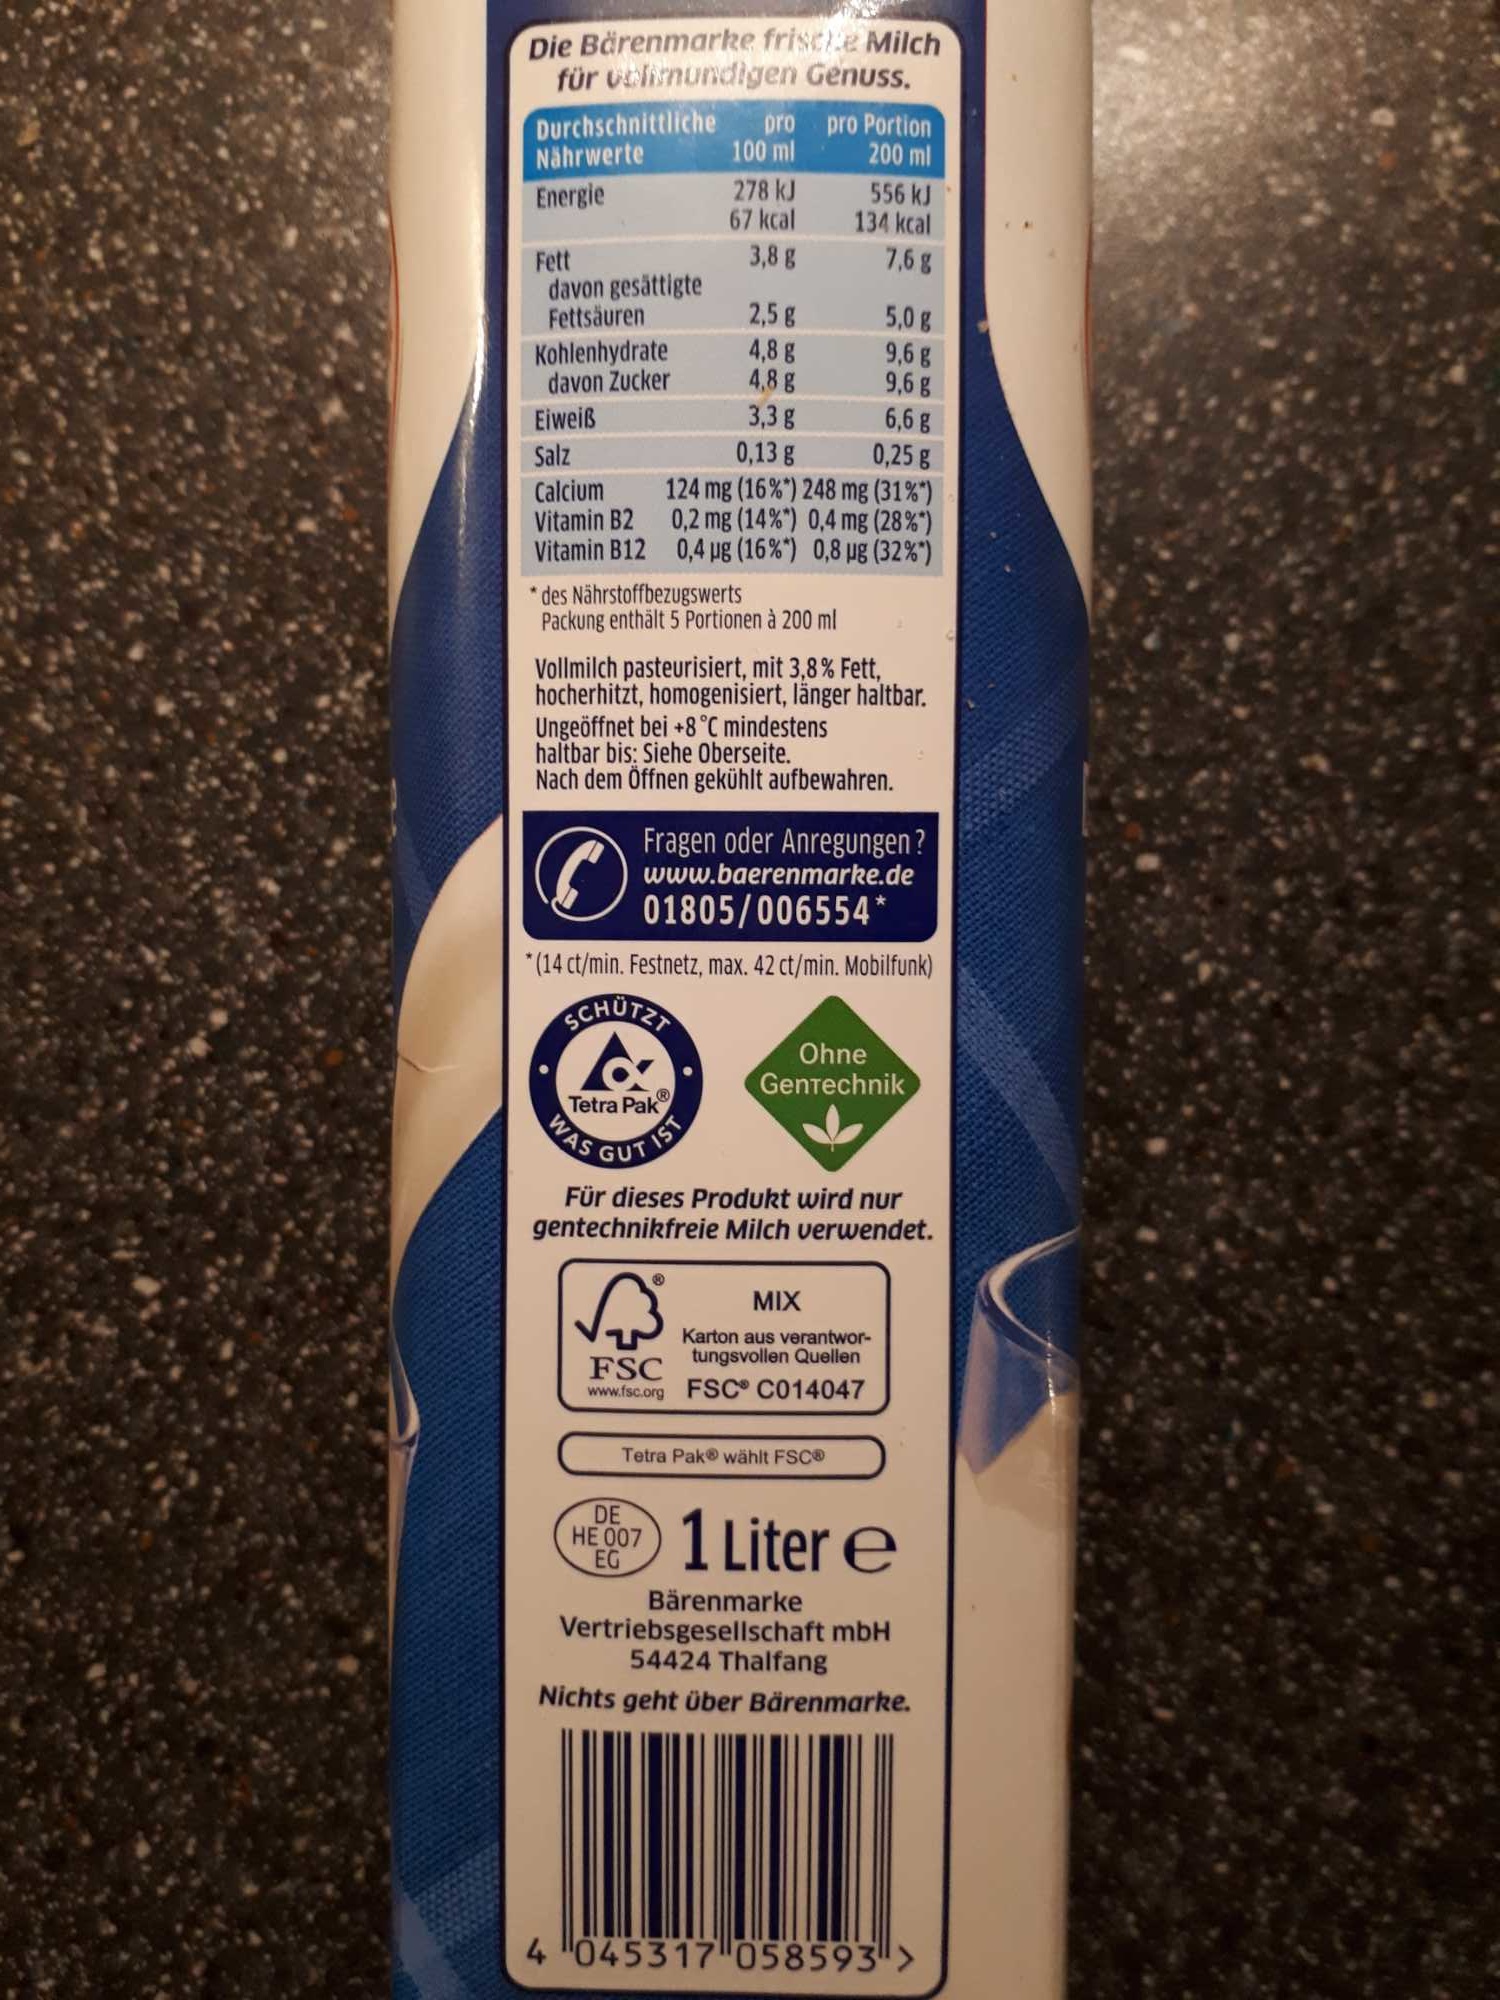 Die Bärenmarke frische Milch
für vollmundigen Genuss.
Durchschnittliche pro pro Portion
Nährwerte 100 ml 200 ml
Energie 278 kJ 556 kJ
67 kcal 134 kcal
Fett 3,8 g 7,6 g
davon gesättigte
Fettsäuren 2,5 g 5,0 g
Kohlenhydrate 4,8 g 9,6 g
davon Zucker 4,8 g 9,6 g
Eiweiß 3,3 g 6,6 g
Salz 0,13 g 0,25 g
Calcium 124 mg (16%*) 248 mg (31%*)
Vitamin B2 0,2 mg (14%*) 0,4 mg (28%*)
Vitamin B12 0,4 µg (16%*) 0,8 µg (32%*)
* des Nährstoffbezugswerts
Packung enthält 5 Portionen à 200 ml
Vollmilch pasteurisiert, mit 3,8% Fett,
hocherhitzt, homogenisiert, länger haltbar.
Ungeöffnet bei +8°C mindestens
haltbar bis: Siehe Oberseite.
Nach dem Öffnen gekühlt aufbewahren.
Fragen oder Anregungen?
www.baerenmarke.de
01805/006554*
*(14 ct/min. Festnetz, max. 42 ct/min. Mobilfunk)
SCHÜTZT
Tetra Pak®
WAS GUT IST
Ohne
GenTechnik
Für dieses Produkt wird nur
gentechnikfreie Milch verwendet.
®
MIX
Karton aus verantwor-
tungsvollen Quellen
FSC
www.fsc.org FSC® C014047
Tetra Pak® wählt FSC®
DE
HE 007
EG
1 Liter e
Bärenmarke
Vertriebsgesellschaft mbH
54424 Thalfang
Nichts geht über Bärenmarke.
4 045317 058593 >